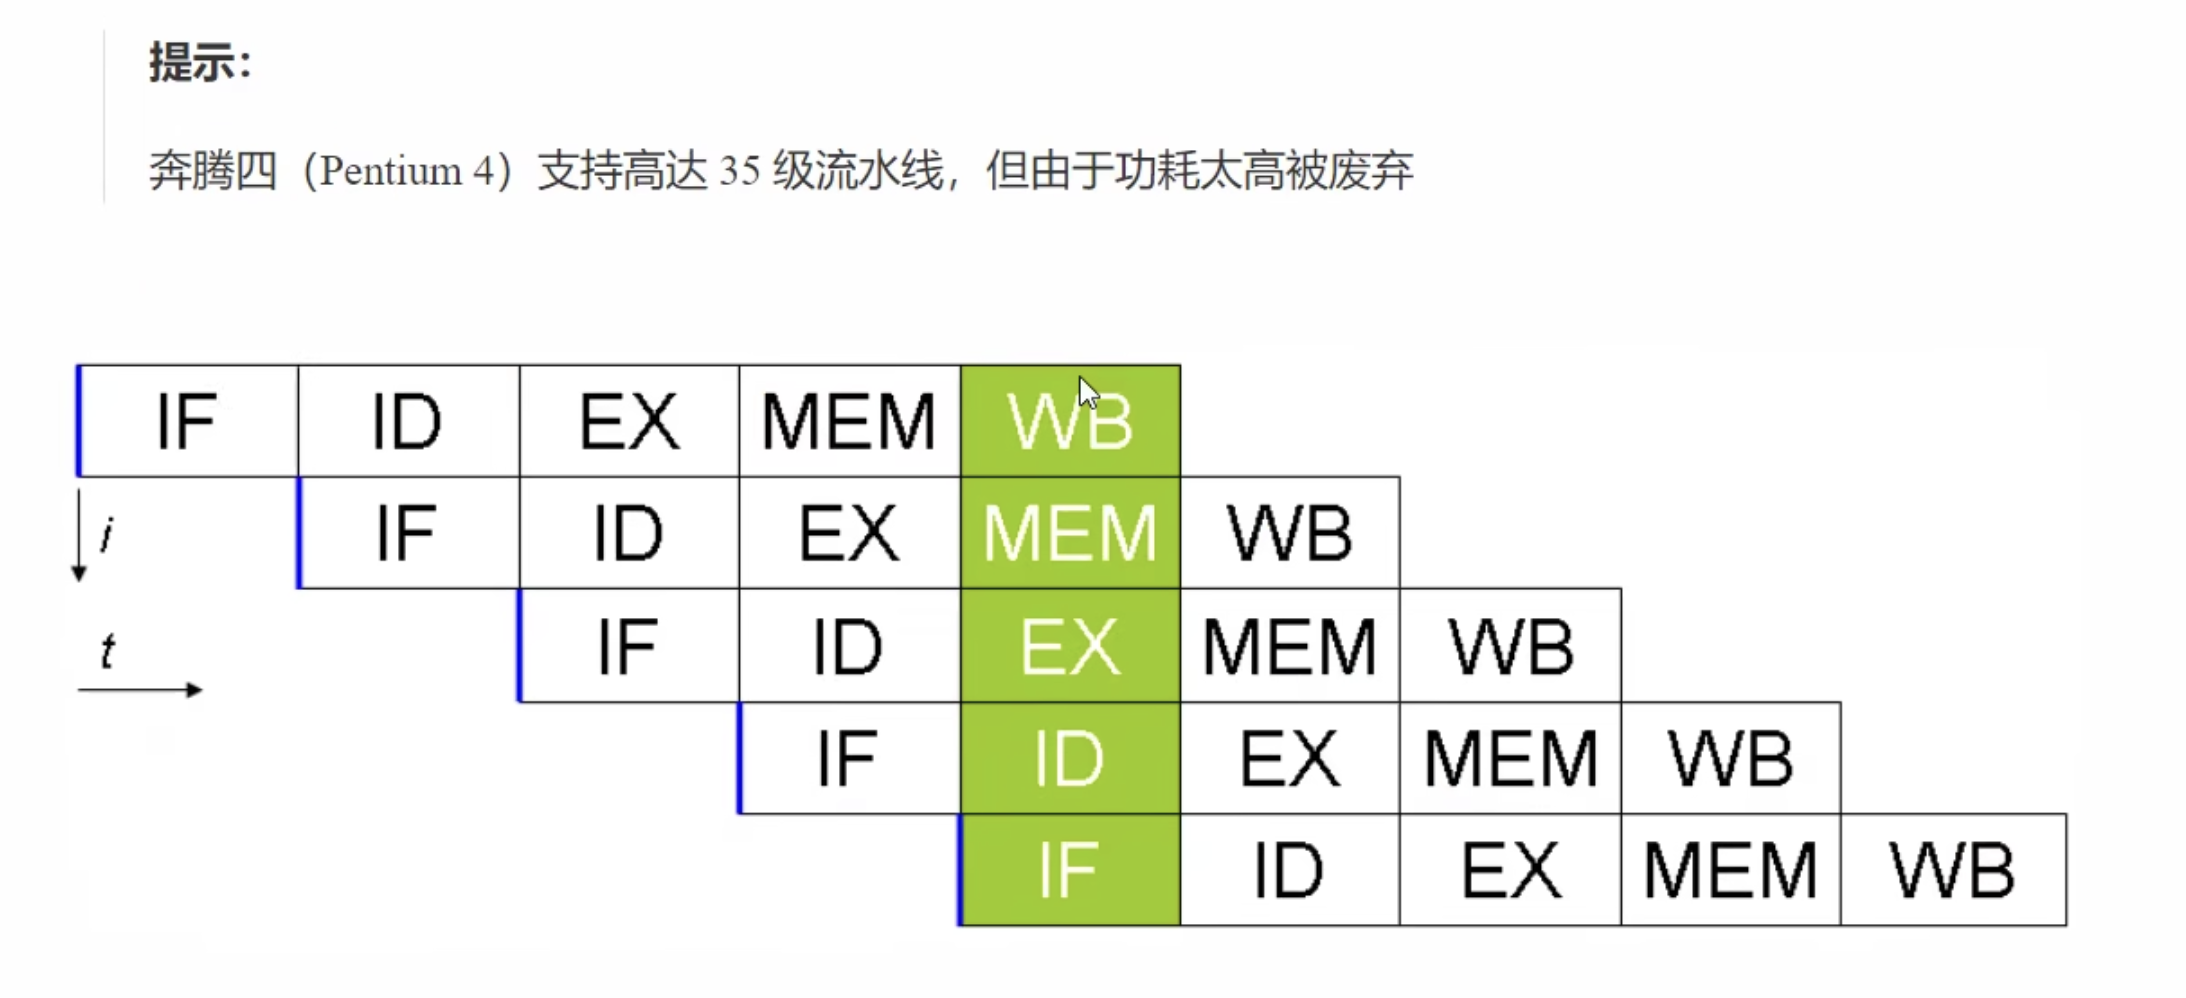 提示：
奔腾四（Pentium 4）支持高达 35 级流水线，但由于功耗太高被废弃
IF ID EX MEM WB
i IF ID EX MEM WB
t IF ID EX MEM WB
IF ID EX MEM WB
IF ID EX MEM WB